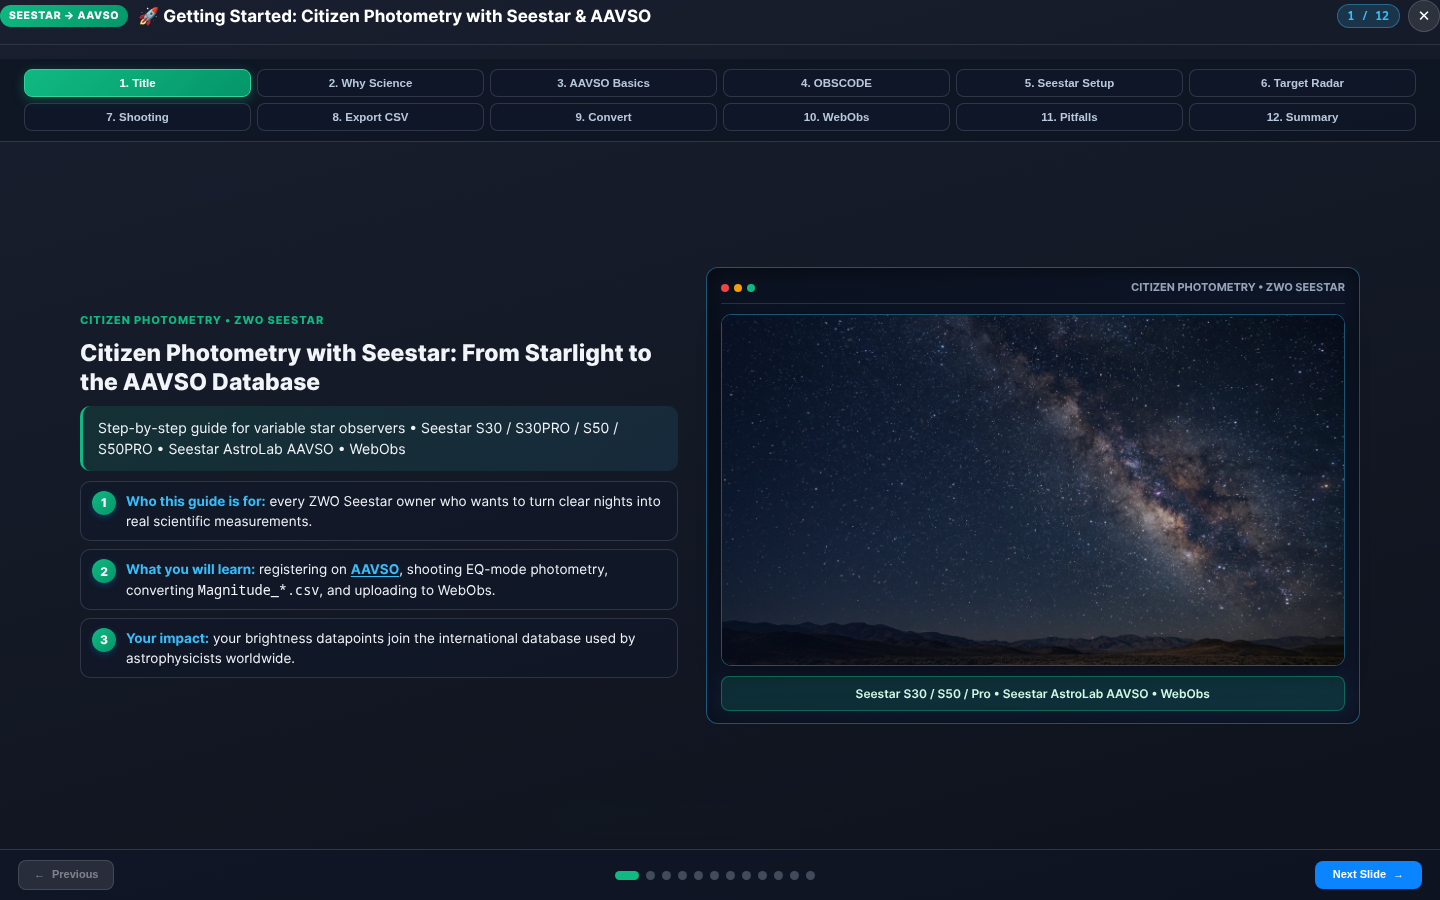 SEESTAR → AAVSO
🚀 Getting Started: Citizen Photometry with Seestar & AAVSO
1 / 12
✕
1. Title
2. Why Science
3. AAVSO Basics
4. OBSCODE
5. Seestar Setup
6. Target Radar
7. Shooting
8. Export CSV
9. Convert
10. WebObs
11. Pitfalls
12. Summary
CITIZEN PHOTOMETRY • ZWO SEESTAR
Citizen Photometry with Seestar: From Starlight to
the AAVSO Database
Step-by-step guide for variable star observers • Seestar S30 / S30PRO / S50 /
S50PRO • Seestar AstroLab AAVSO • WebObs
1
Who this guide is for: every ZWO Seestar owner who wants to turn clear nights into
real scientific measurements.
2
What you will learn: registering on AAVSO, shooting EQ-mode photometry,
converting Magnitude_*.csv, and uploading to WebObs.
3
Your impact: your brightness datapoints join the international database used by
astrophysicists worldwide.
CITIZEN PHOTOMETRY • ZWO SEESTAR
Seestar S30 / S50 / Pro • Seestar AstroLab AAVSO • WebObs
← Previous
Next Slide →